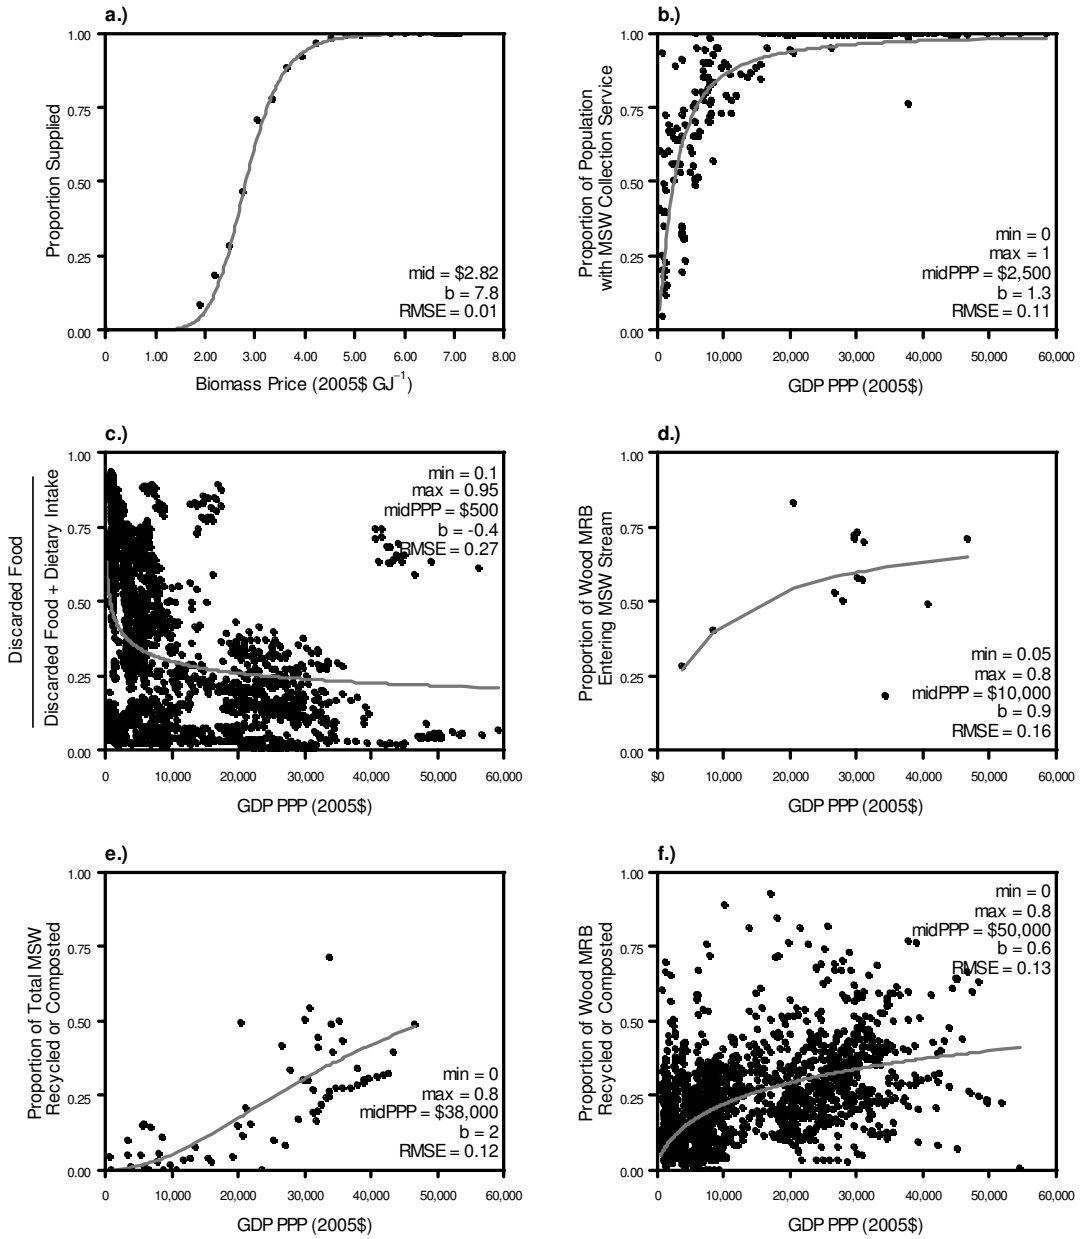 a.)
1.00
0.75
0.50
0.25
0.00
Proportion Supplied
mid = $2.82
b = 7.8
RMSE = 0.01
0 1.00 2.00 3.00 4.00 5.00 6.00 7.00 8.00
Biomass Price (2005$ GJ⁻¹)
b.)
1.00
0.75
0.50
0.25
0.00
Proportion of Population
with MSW Collection Service
min = 0
max = 1
midPPP = $2,500
b = 1.3
RMSE = 0.11
0 10,000 20,000 30,000 40,000 50,000 60,000
GDP PPP (2005$)
c.)
1.00
0.75
0.50
0.25
0.00
Discarded Food
Discarded Food + Dietary Intake
min = 0.1
max = 0.95
midPPP = $500
b = -0.4
RMSE = 0.27
0 10,000 20,000 30,000 40,000 50,000 60,000
GDP PPP (2005$)
d.)
1.00
0.75
0.50
0.25
0.00
Proportion of Wood MRB
Entering MSW Stream
min = 0.05
max = 0.8
midPPP = $10,000
b = 0.9
RMSE = 0.16
$0 10,000 20,000 30,000 40,000 50,000 60,000
GDP PPP (2005$)
e.)
1.00
0.75
0.50
0.25
0.00
Proportion of Total MSW
Recycled or Composted
min = 0
max = 0.8
midPPP = $38,000
b = 2
RMSE = 0.12
0 10,000 20,000 30,000 40,000 50,000 60,000
GDP PPP (2005$)
f.)
1.00
0.75
0.50
0.25
0.00
Proportion of Wood MRB
Recycled or Composted
min = 0
max = 0.8
midPPP = $50,000
b = 0.6
RMSE = 0.13
0 10,000 20,000 30,000 40,000 50,000 60,000
GDP PPP (2005$)